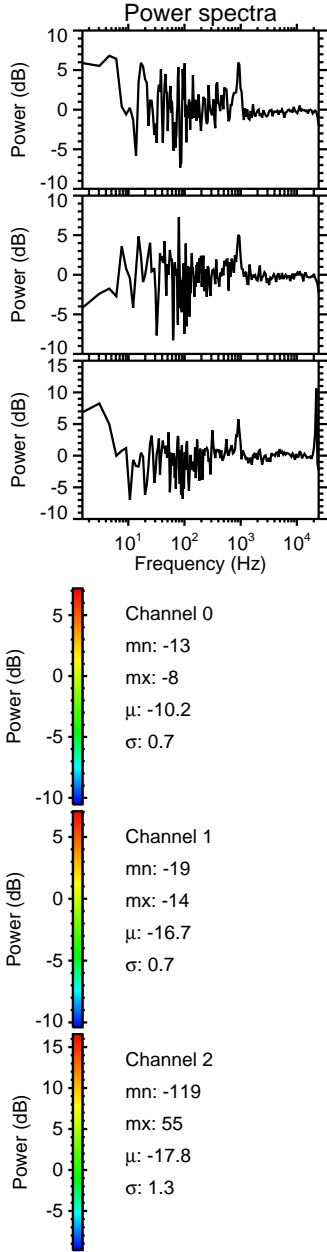 Power spectra
10
5
0
-5
-10
Power (dB)
10
5
0
-5
-10
Power (dB)
15
10
5
0
-5
-10
Power (dB)
10¹ 10² 10³ 10⁴
Frequency (Hz)
5
0
-5
-10
Power (dB)
Channel 0
mn: -13
mx: -8
μ: -10.2
σ: 0.7
5
0
-5
-10
Power (dB)
Channel 1
mn: -19
mx: -14
μ: -16.7
σ: 0.7
15
10
5
0
-5
Power (dB)
Channel 2
mn: -119
mx: 55
μ: -17.8
σ: 1.3